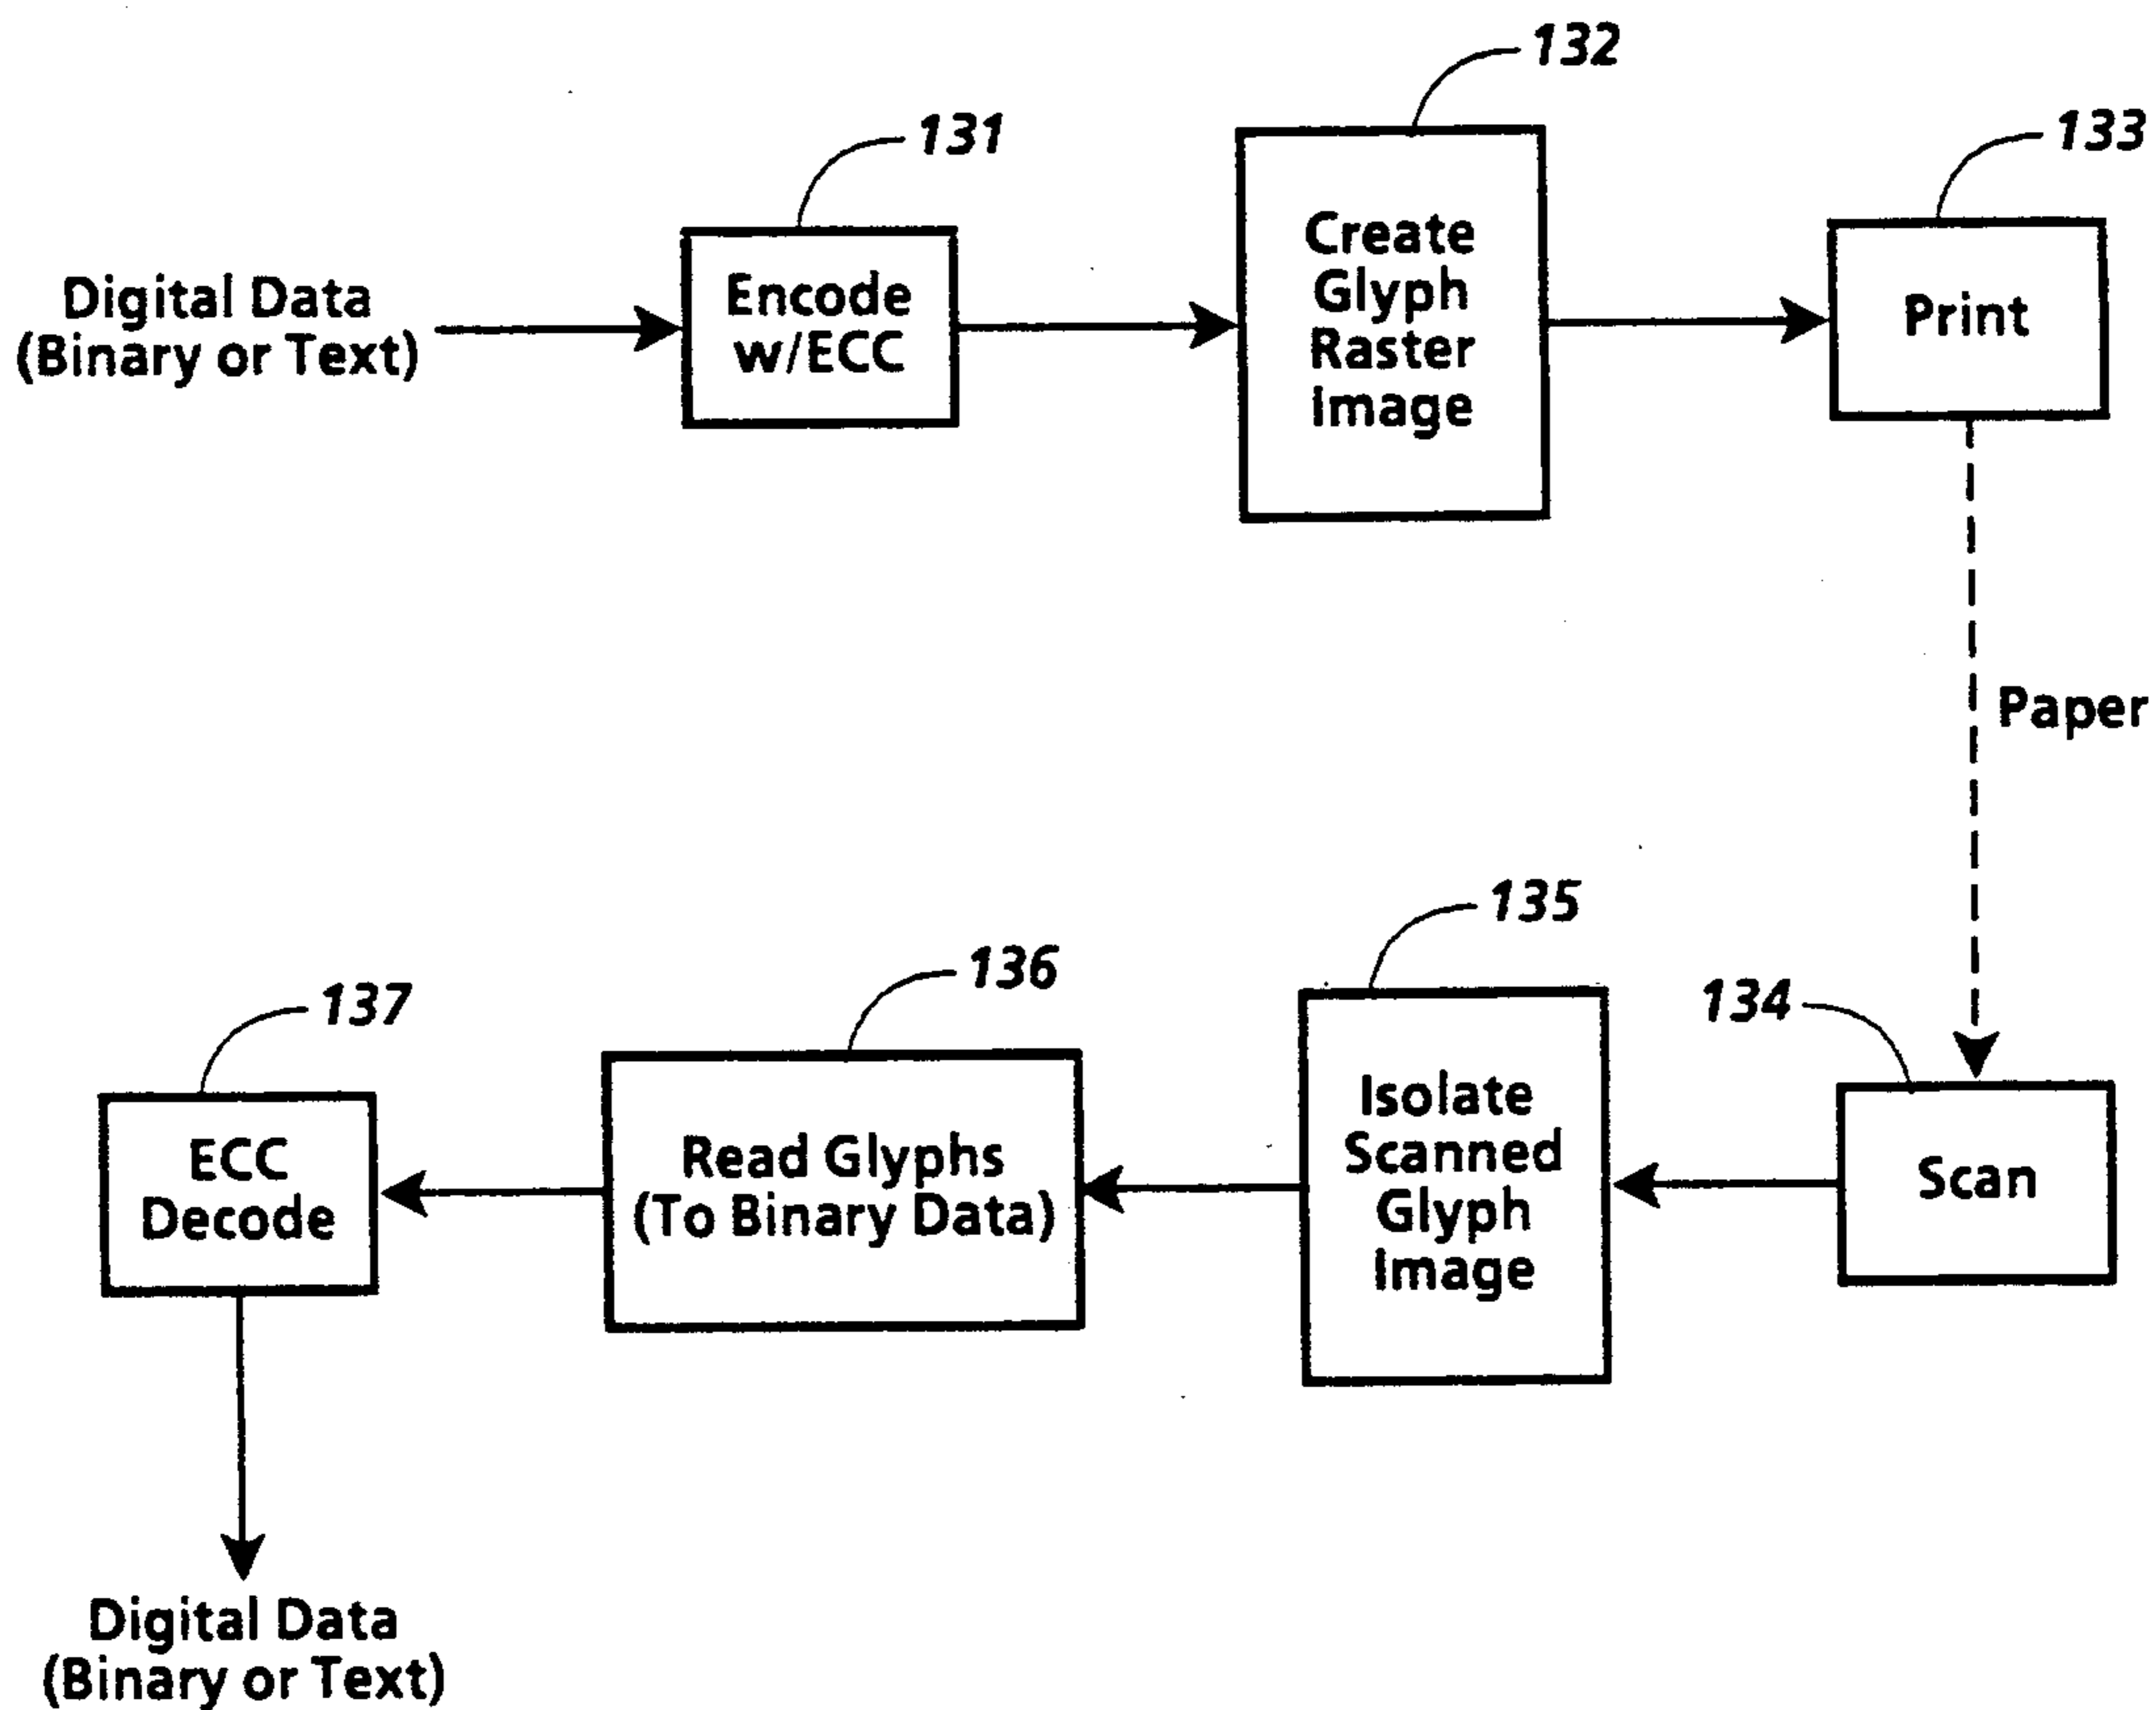 132
131
133
Digital Data
(Binary or Text)
Encode
w/ECC
Create
Glyph
Raster
Image
Print
Paper
135
136
137
134
ECC
Decode
Read Glyphs
(To Binary Data)
Isolate
Scanned
Glyph
Image
Scan
Digital Data
(Binary or Text)